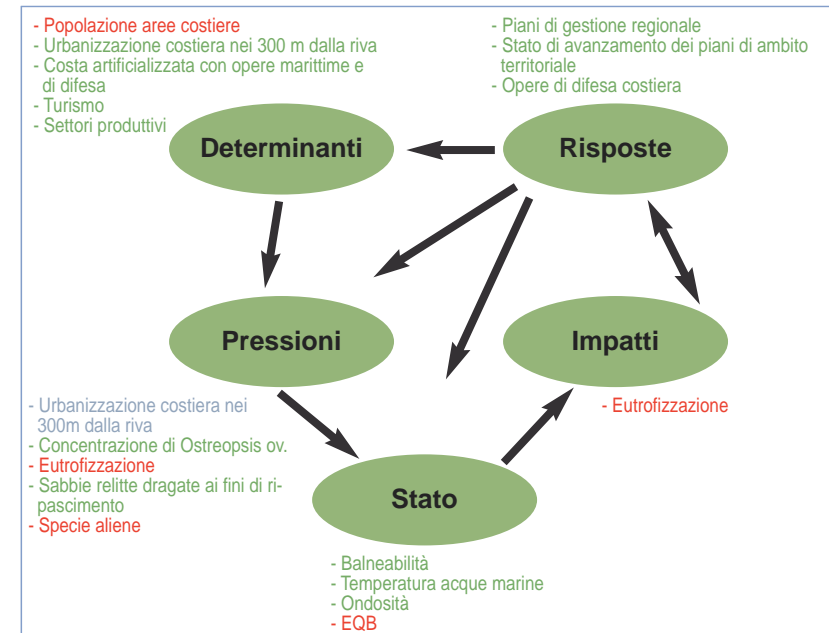 - Popolazione aree costiere
- Urbanizzazione costiera nei 300 m dalla riva
- Costa artificializzata con opere marittime e
di difesa
- Turismo
- Settori produttivi
- Piani di gestione regionale
- Stato di avanzamento dei piani di ambito
territoriale
- Opere di difesa costiera
Determinanti
Risposte
Pressioni
Impatti
- Urbanizzazione costiera nei
300m dalla riva
- Concentrazione di Ostreopsis ov.
- Eutrofizzazione
- Sabbie relitte dragate ai fini di ri-
pascimento
- Specie aliene
- Eutrofizzazione
Stato
- Balneabilità
- Temperatura acque marine
- Ondosità
- EQB